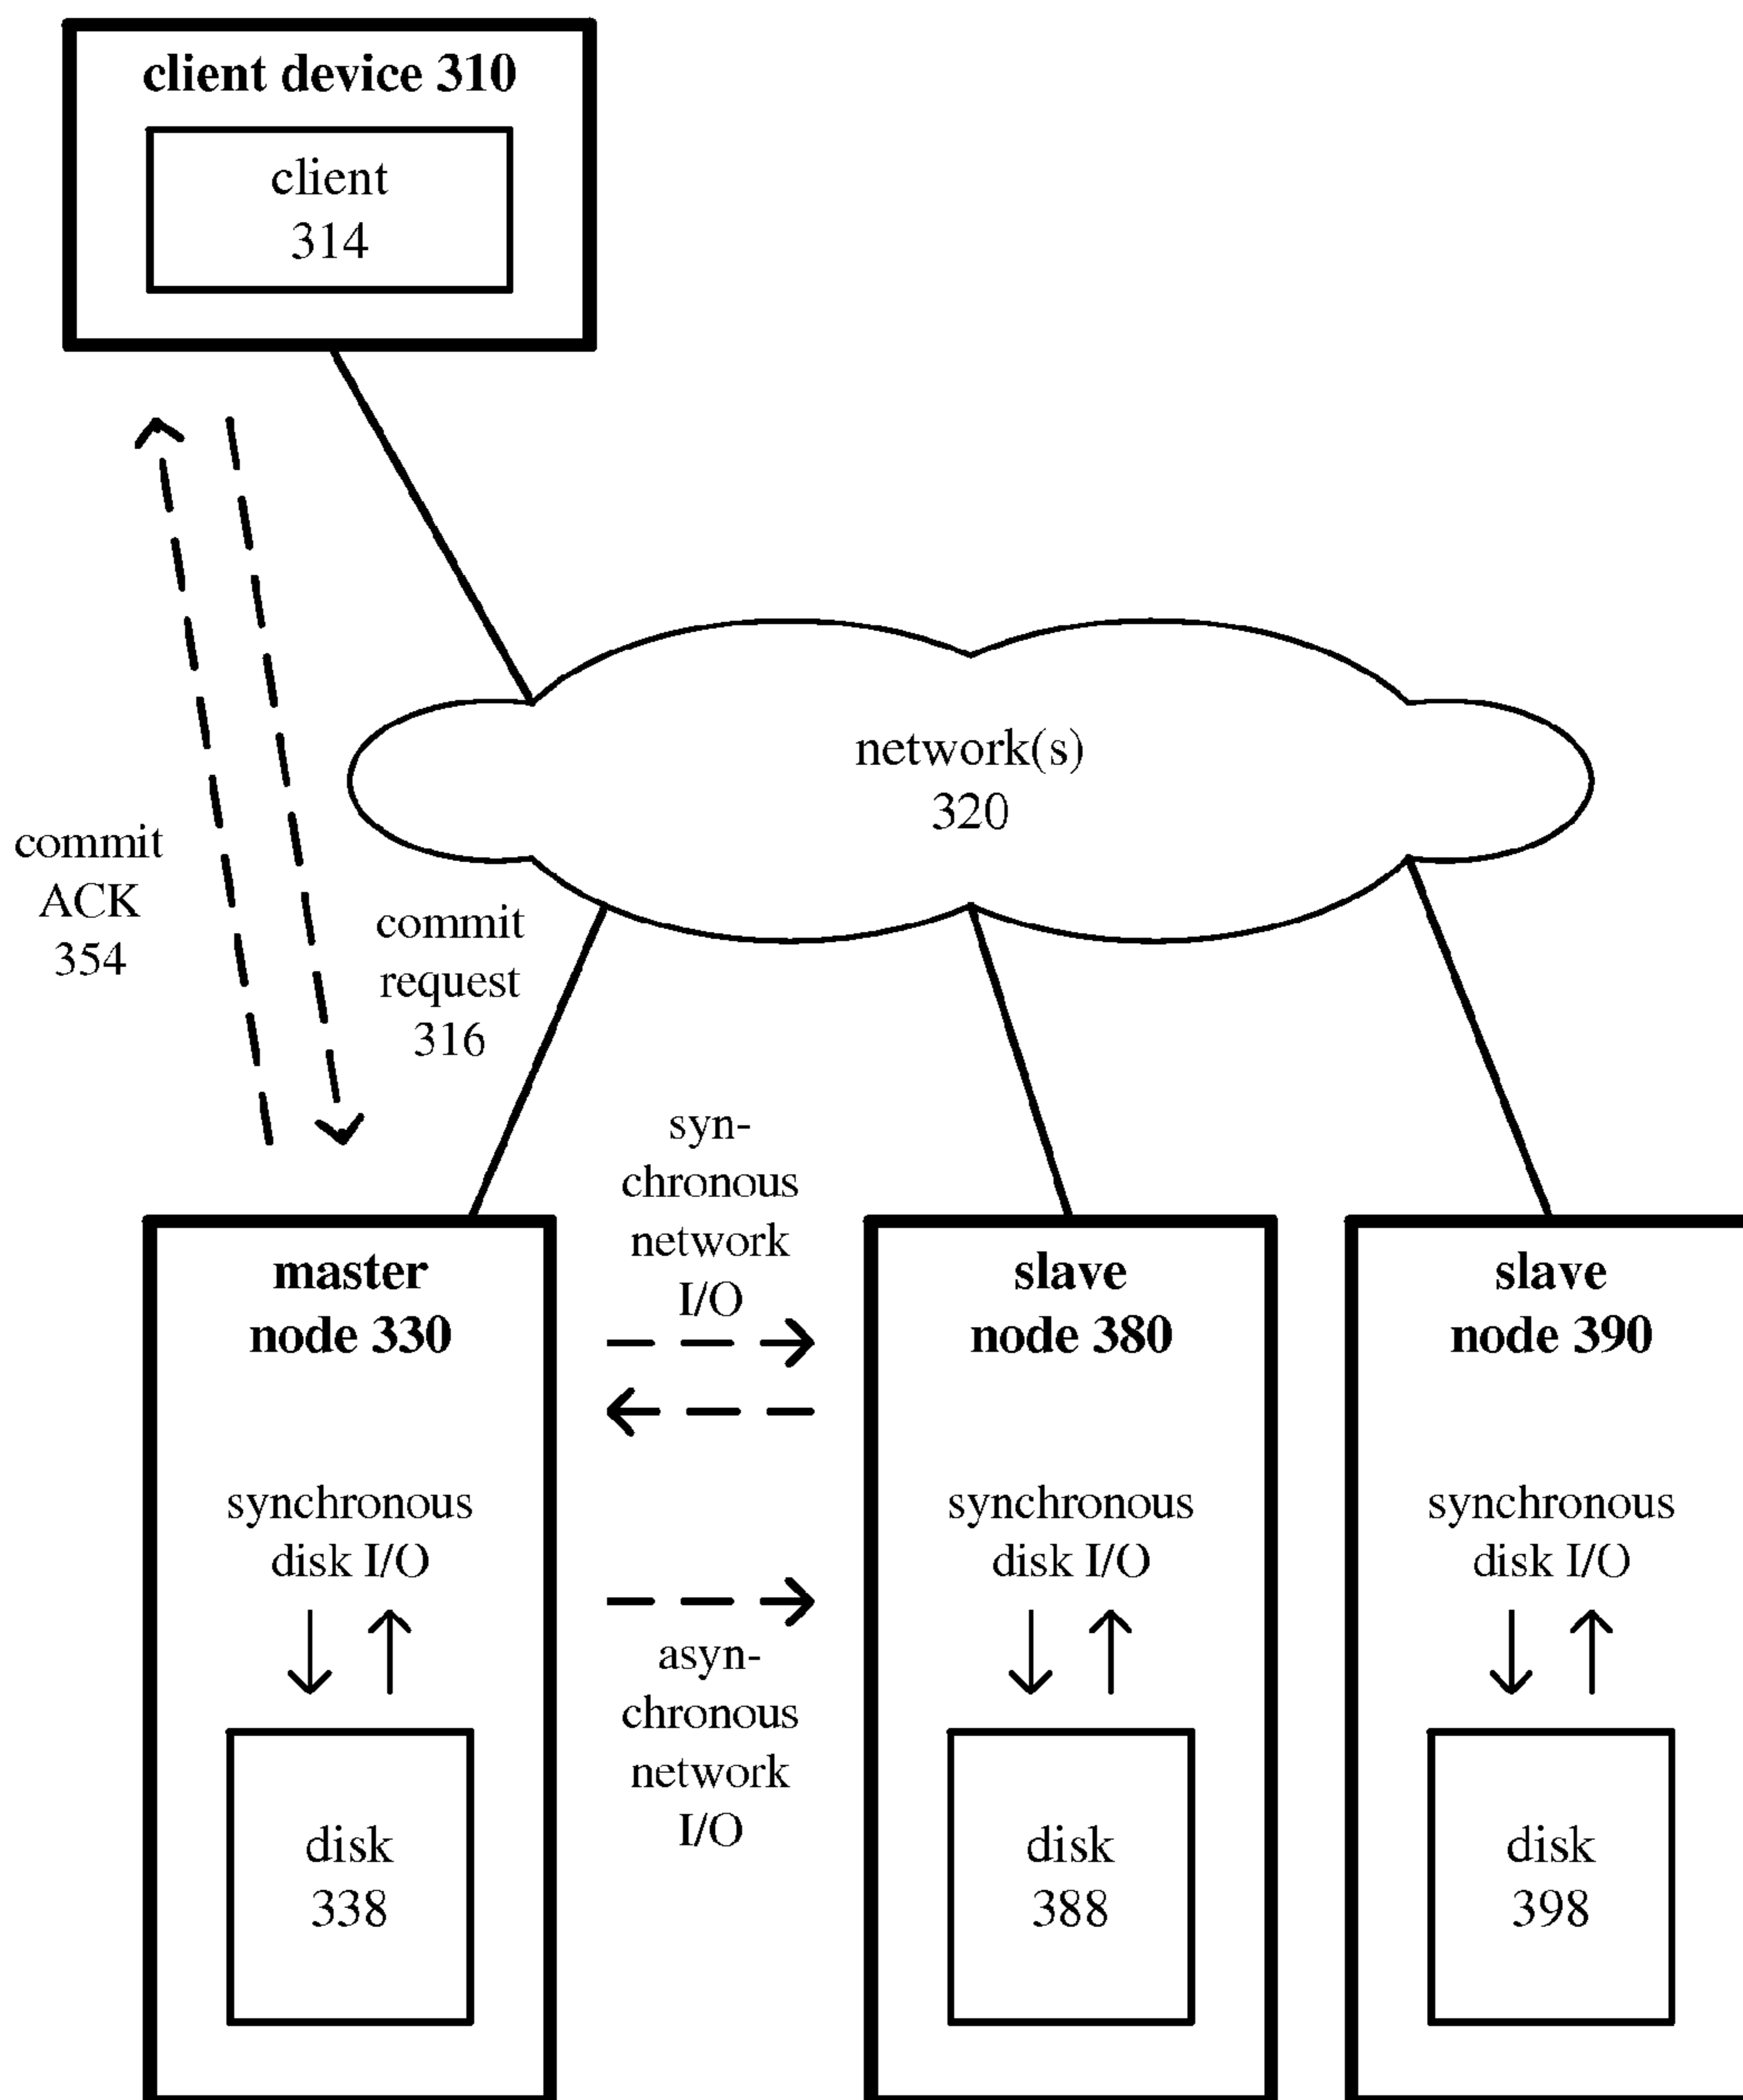 client device 310
client
314
network(s)
320
commit
ACK
354
commit
request
316
syn-
chronous
network
I/O
master
node 330
slave
node 380
slave
node 390
synchronous
disk I/O
synchronous
disk I/O
synchronous
disk I/O
asyn-
chronous
network
I/O
disk
338
disk
388
disk
398